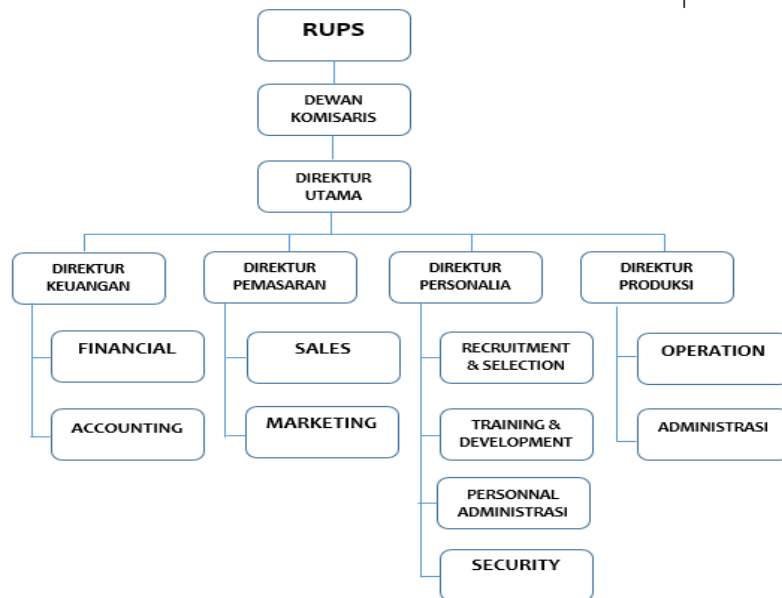 RUPS
DEWAN
KOMISARIS
DIREKTUR
UTAMA
DIREKTUR
KEUANGAN
DIREKTUR
PEMASARAN
DIREKTUR
PERSONALIA
DIREKTUR
PRODUKSI
FINANCIAL
SALES
RECRUITMENT
& SELECTION
OPERATION
ACCOUNTING
MARKETING
TRAINING &
DEVELOPMENT
ADMINISTRASI
PERSONNAL
ADMINISTRASI
SECURITY